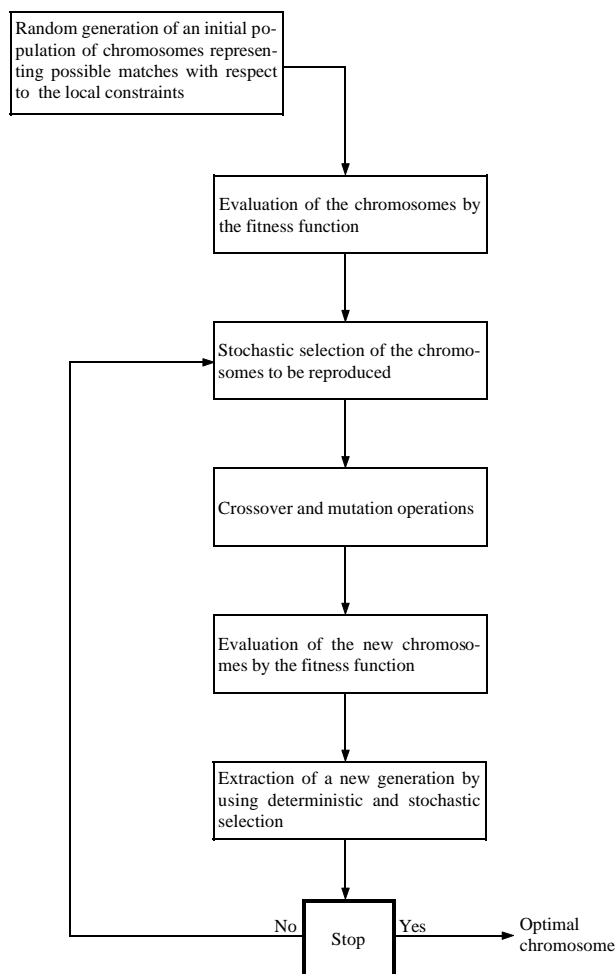 Random generation of an initial po-
pulation of chromosomes represen-
ting possible matches with respect
to the local constraints
Evaluation of the chromosomes by
the fitness function
Stochastic selection of the chromo-
somes to be reproduced
Crossover and mutation operations
Evaluation of the new chromoso-
mes by the fitness function
Extraction of a new generation by
using deterministic and stochastic
selection
No
Stop
Yes
Optimal
chromosome